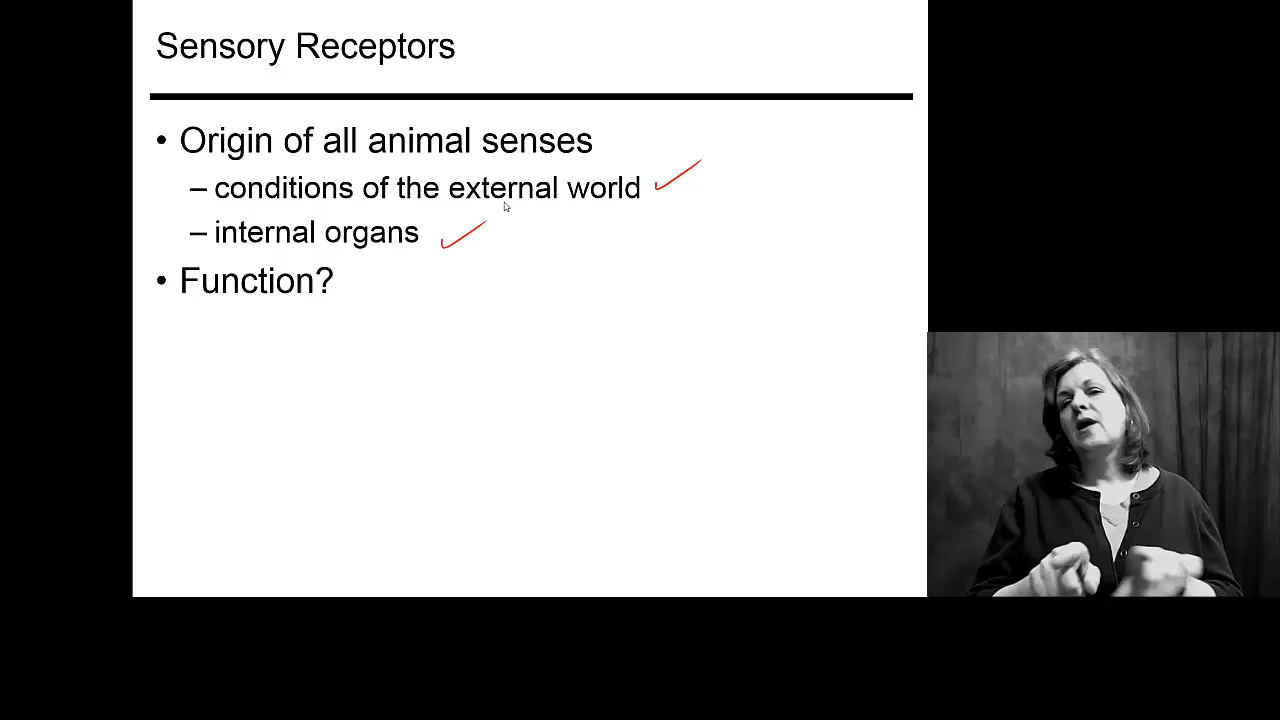 Sensory Receptors
• Origin of all animal senses
– conditions of the external world
– internal organs
• Function?